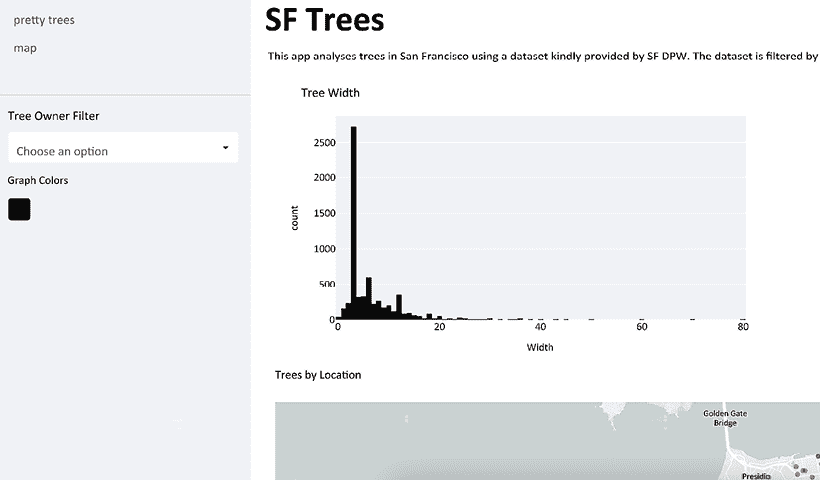 pretty trees
map
Tree Owner Filter
Choose an option
Graph Colors
SF Trees
This app analyses trees in San Francisco using a dataset kindly provided by SF DPW. The dataset is filtered by
Tree Width
2500
2000
1500
1000
500
0
count
0 20 40 60 80
Width
Trees by Location
Golden Gate
Bridge
Presidio